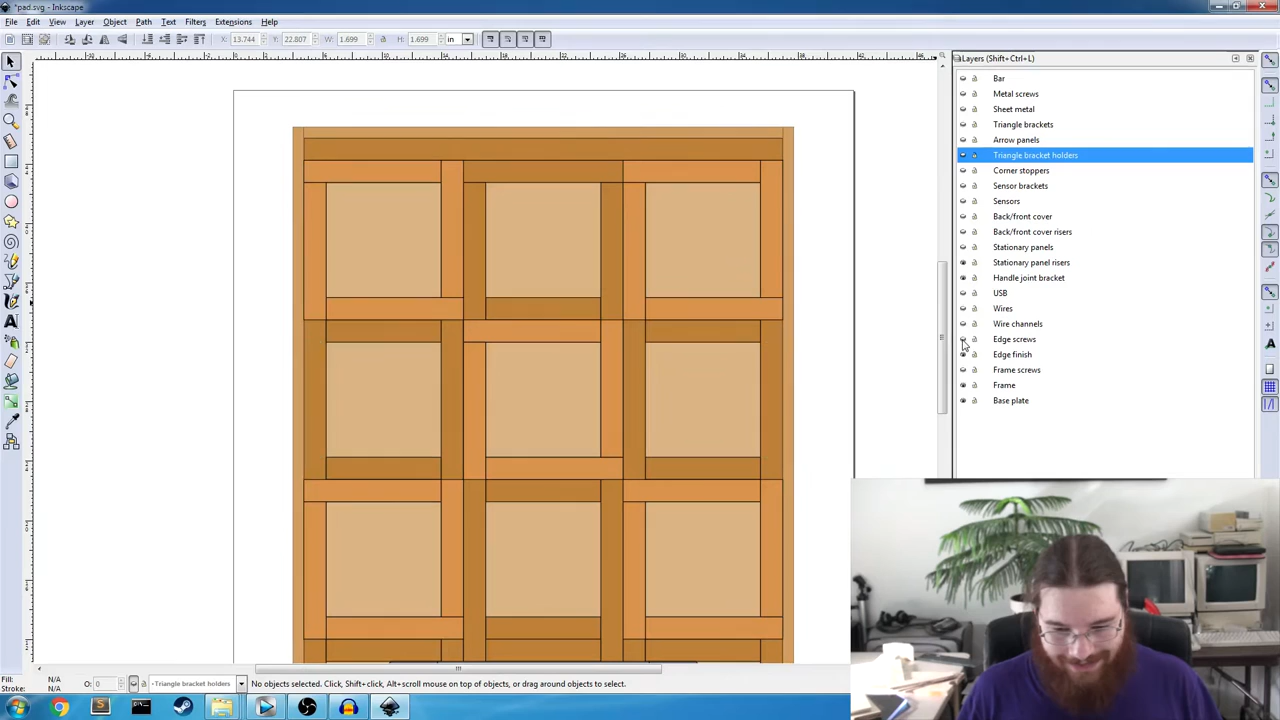 *pad.svg - Inkscape
File Edit View Layer Object Path Text Filters Extensions Help
X: 13.744 Y: 22.807 W: 1.699 H: 1.699 in
Layers (Shift+Ctrl+L)
Bar
Metal screws
Sheet metal
Triangle brackets
Arrow panels
Triangle bracket holders
Corner stoppers
Sensor brackets
Sensors
Back/front cover
Back/front cover risers
Stationary panels
Stationary panel risers
Handle joint bracket
USB
Wires
Wire channels
Edge screws
Edge finish
Frame screws
Frame
Base plate
Fill: N/A
Stroke: N/A
O: 0
Triangle bracket holders
No objects selected. Click, Shift+click, Alt+scroll mouse on top of objects, or drag around objects to select.